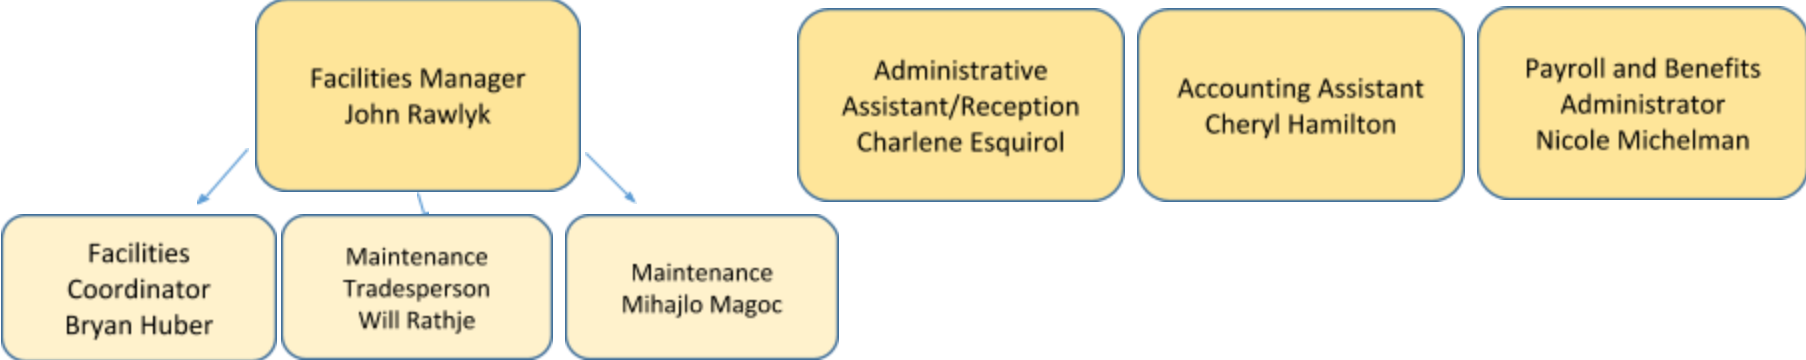 Facilities Manager
John Rawlyk
Administrative
Assistant/Reception
Charlene Esquirol
Accounting Assistant
Cheryl Hamilton
Payroll and Benefits
Administrator
Nicole Michelman
Facilities
Coordinator
Bryan Huber
Maintenance
Tradesperson
Will Rathje
Maintenance
Mihajlo Magoc